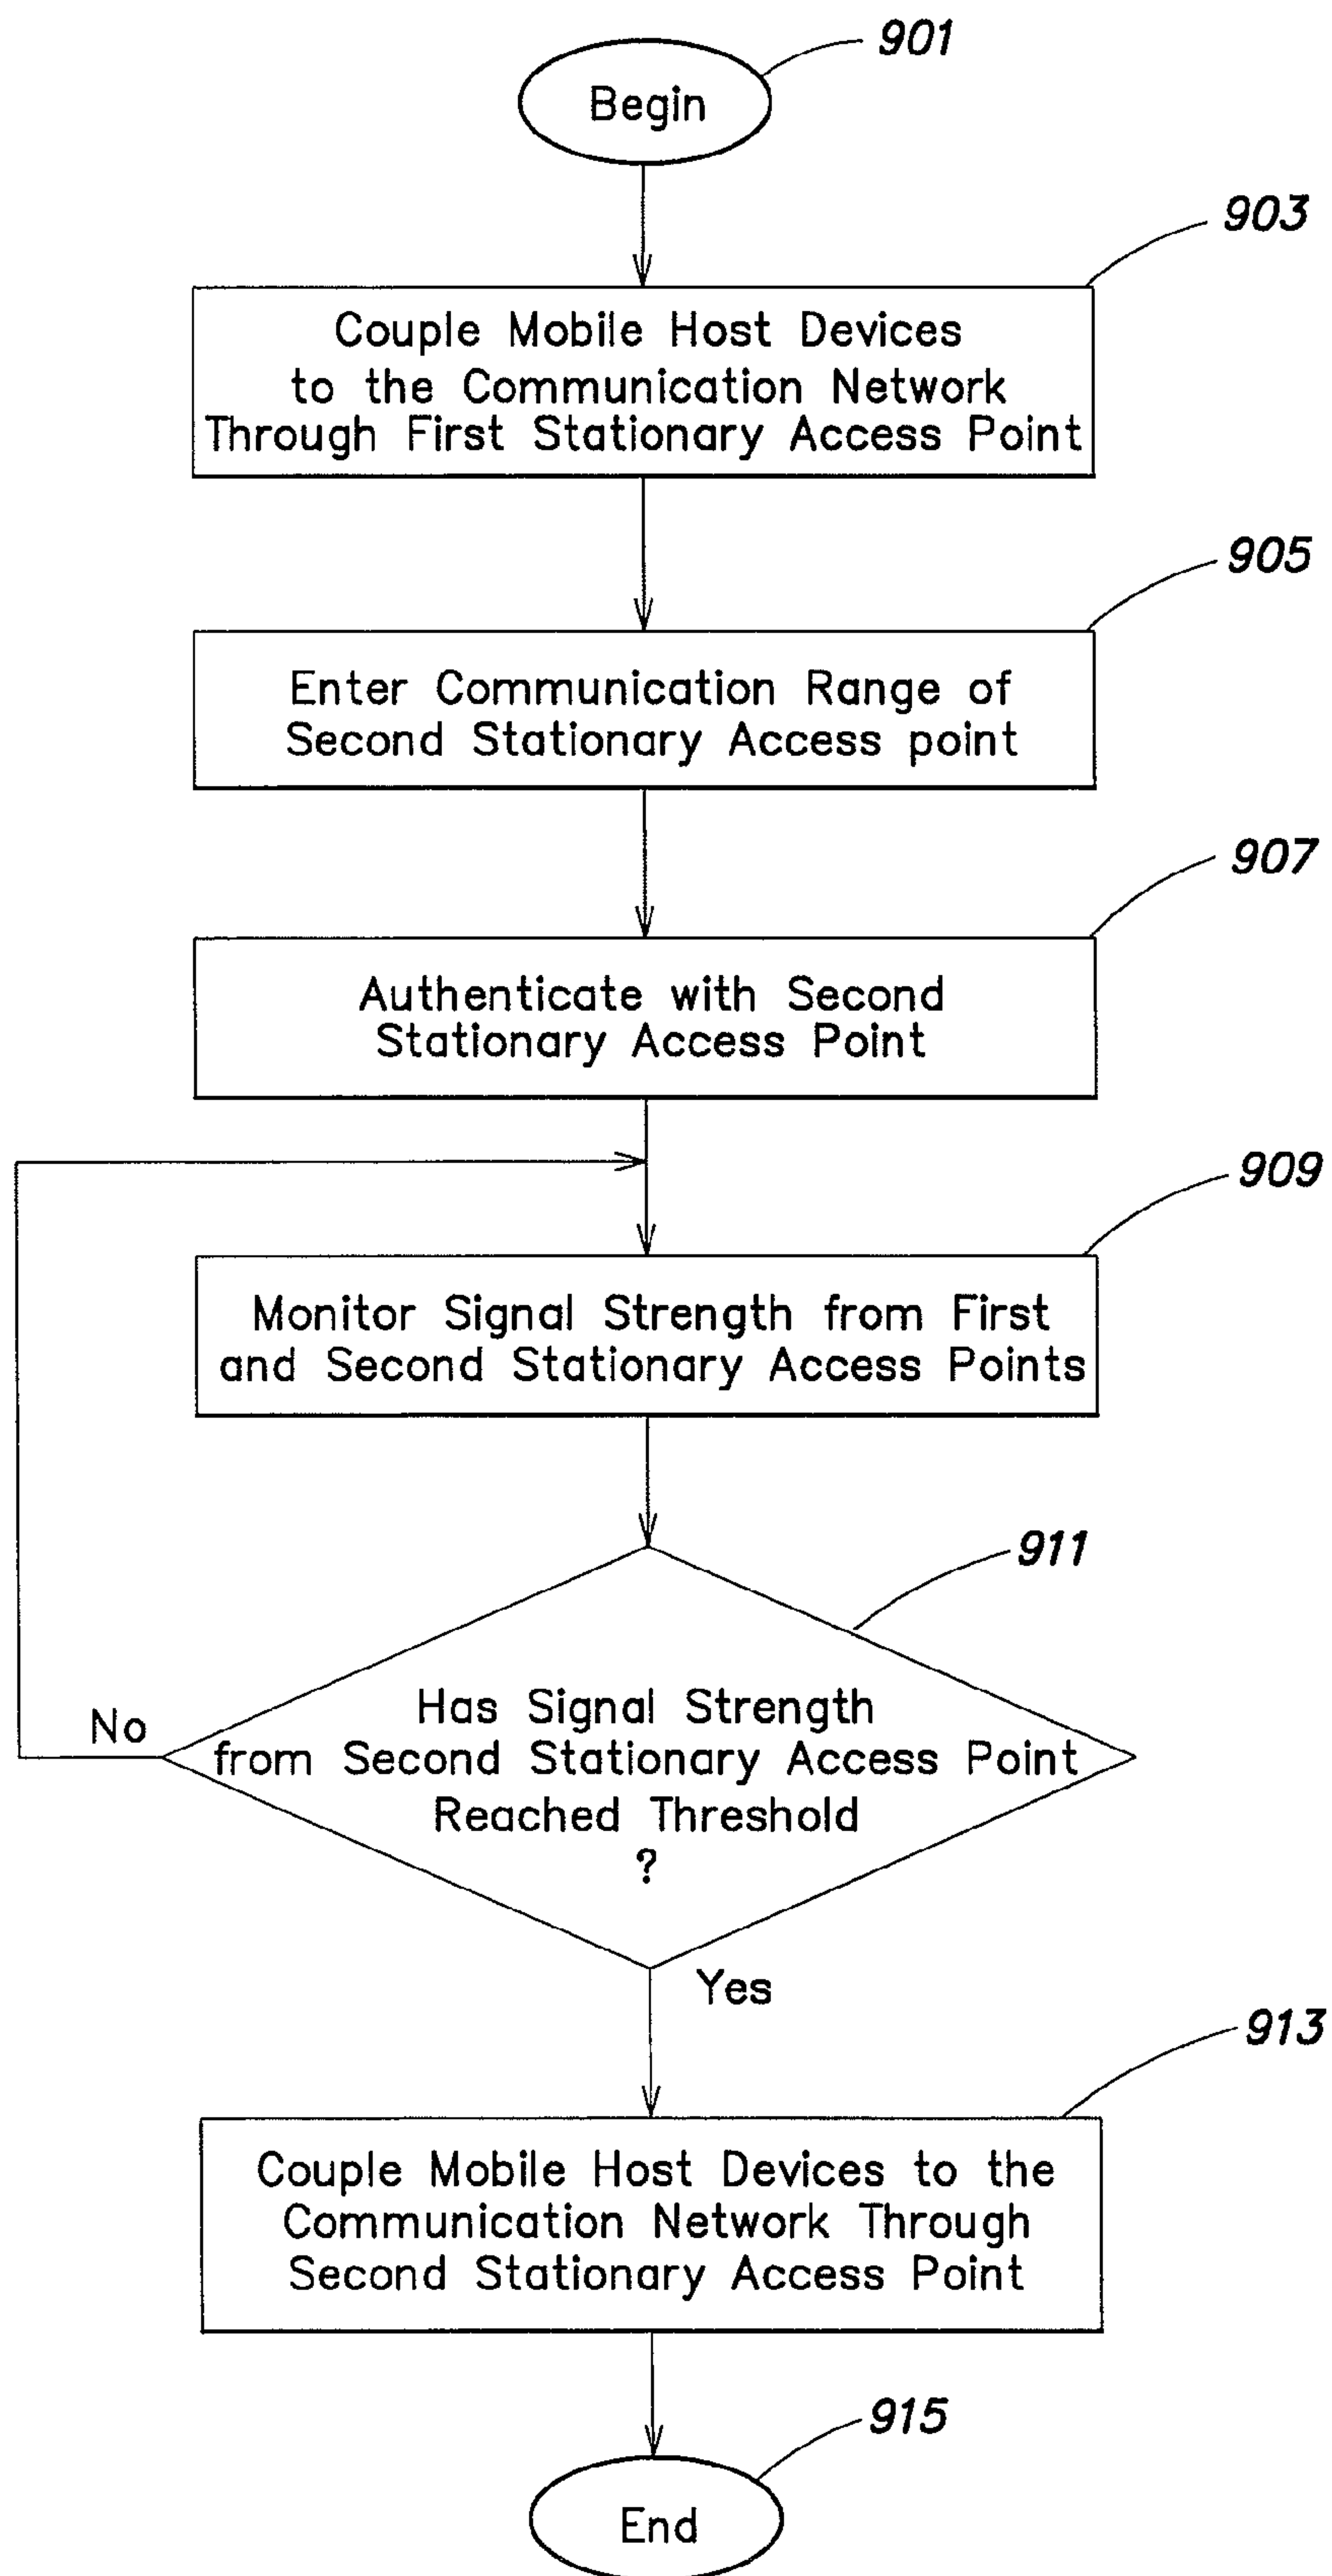 901
Begin
903
Couple Mobile Host Devices
to the Communication Network
Through First Stationary Access Point
905
Enter Communication Range of
Second Stationary Access point
907
Authenticate with Second
Stationary Access Point
909
Monitor Signal Strength from First
and Second Stationary Access Points
911
Has Signal Strength
from Second Stationary Access Point
Reached Threshold
?
No
Yes
913
Couple Mobile Host Devices to the
Communication Network Through
Second Stationary Access Point
915
End